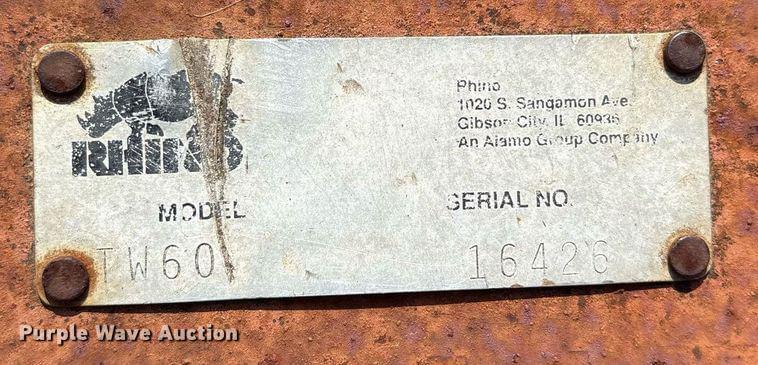 RHINO
Rhino
1020 S. Sangamon Ave.
Gibson City, IL 60936
An Alamo Group Company
MODEL
SERIAL NO.
TW60
16426
Purple Wave Auction